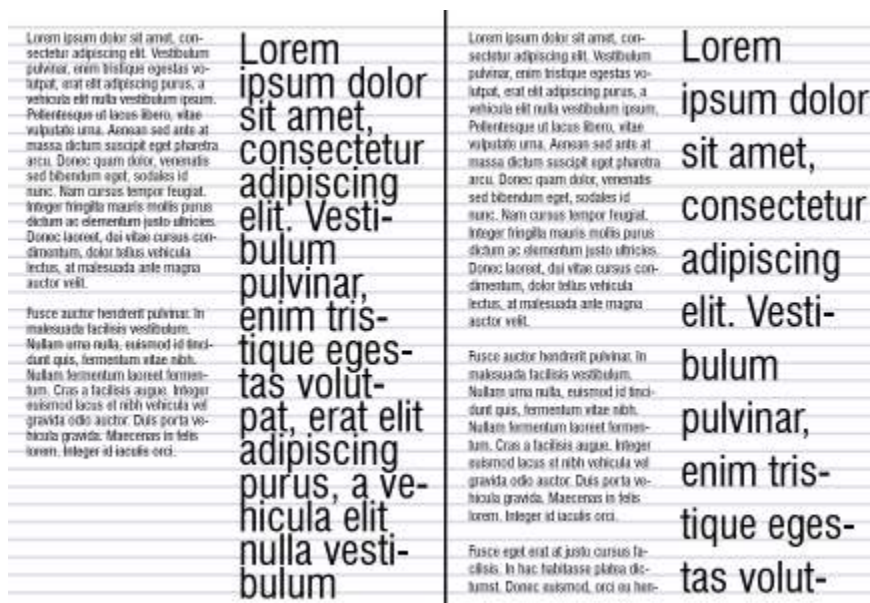 Lorem ipsum dolor sit amet, con-
sectetur adipiscing elit. Vestibulum
pulvinar, enim tristique egestas vo-
lutpat, erat elit adipiscing purus, a
vehicula elit nulla vestibulum ipsum.
Pellentesque ut lacus libero, vitae
vulputate urna. Aenean sed ante at
massa dictum suscipit eget pharetra
arcu. Donec quam dolor, venenatis
sed bibendum eget, sodales id
nunc. Nam cursus tempor feugiat.
Integer fringilla mauris mollis purus
dictum ac elementum justo ultricies.
Donec laoreet, dui vitae cursus con-
dimentum, dolor tellus vehicula
lectus, at malesuada ante magna
auctor velit.
Fusce auctor hendrerit pulvinar. In
malesuada facilisis vestibulum.
Nullam urna nulla, euismod id tinci-
dunt quis, fermentum vitae nibh.
Nullam fermentum laoreet fermen-
tum. Cras a facilisis augue. Integer
euismod lacus et nibh vehicula vel
gravida odio auctor. Duis porta ve-
hicula gravida. Maecenas in felis
lorem. Integer id iaculis orci.
Lorem
ipsum dolor
sit amet,
consectetur
adipiscing
elit. Vesti-
bulum
pulvinar,
enim tris-
tique eges-
tas volut-
pat, erat elit
adipiscing
purus, a ve-
hicula elit
nulla vesti-
bulum
Lorem ipsum dolor sit amet, con-
sectetur adipiscing elit. Vestibulum
pulvinar, enim tristique egestas vo-
lutpat, erat elit adipiscing purus, a
vehicula elit nulla vestibulum ipsum.
Pellentesque ut lacus libero, vitae
vulputate urna. Aenean sed ante at
massa dictum suscipit eget pharetra
arcu. Donec quam dolor, venenatis
sed bibendum eget, sodales id
nunc. Nam cursus tempor feugiat.
Integer fringilla mauris mollis purus
dictum ac elementum justo ultricies.
Donec laoreet, dui vitae cursus con-
dimentum, dolor tellus vehicula
lectus, at malesuada ante magna
auctor velit.
Fusce auctor hendrerit pulvinar. In
malesuada facilisis vestibulum.
Nullam urna nulla, euismod id tinci-
dunt quis, fermentum vitae nibh.
Nullam fermentum laoreet fermen-
tum. Cras a facilisis augue. Integer
euismod lacus et nibh vehicula vel
gravida odio auctor. Duis porta ve-
hicula gravida. Maecenas in felis
lorem. Integer id iaculis orci.
Fusce eget erat at justo cursus fa-
cilisis. In hac habitasse platea dic-
tumst. Donec euismod, orci eu hen-
Lorem
ipsum dolor
sit amet,
consectetur
adipiscing
elit. Vesti-
bulum
pulvinar,
enim tris-
tique eges-
tas volut-